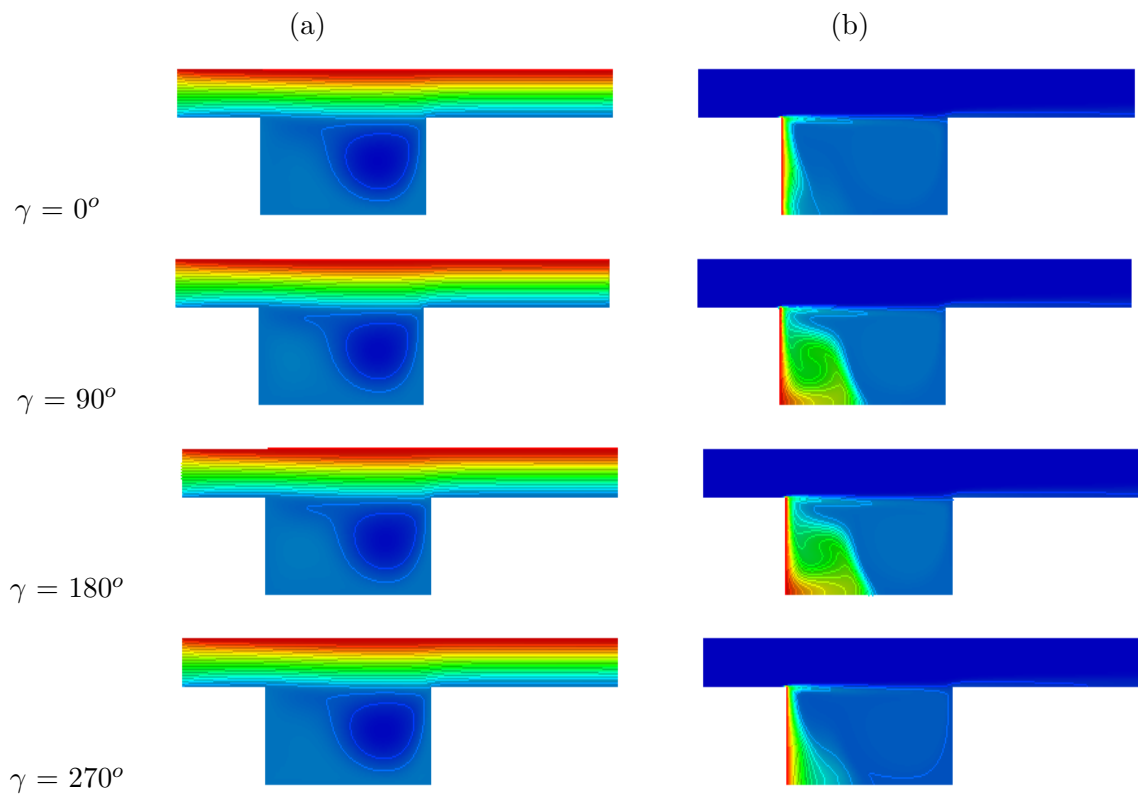 (a) (b)
γ = 0°
γ = 90°
γ = 180°
γ = 270°